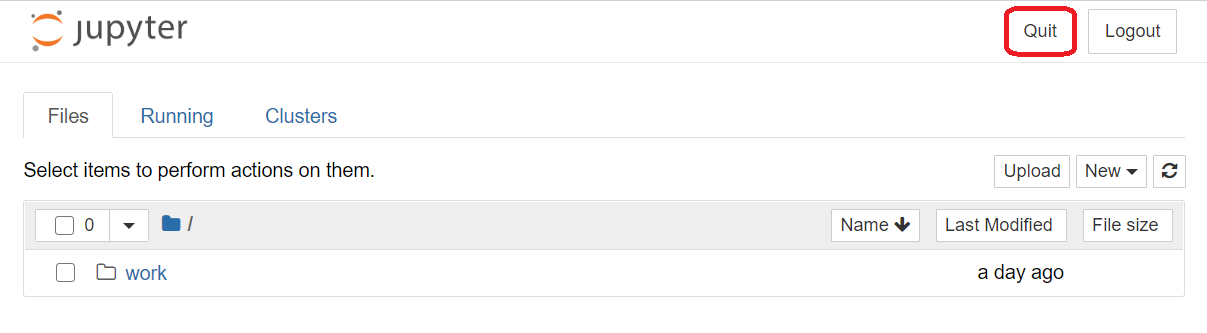 jupyter Quit Logout
Files Running Clusters
Select items to perform actions on them. Upload New
0 / Name Last Modified File size
work a day ago